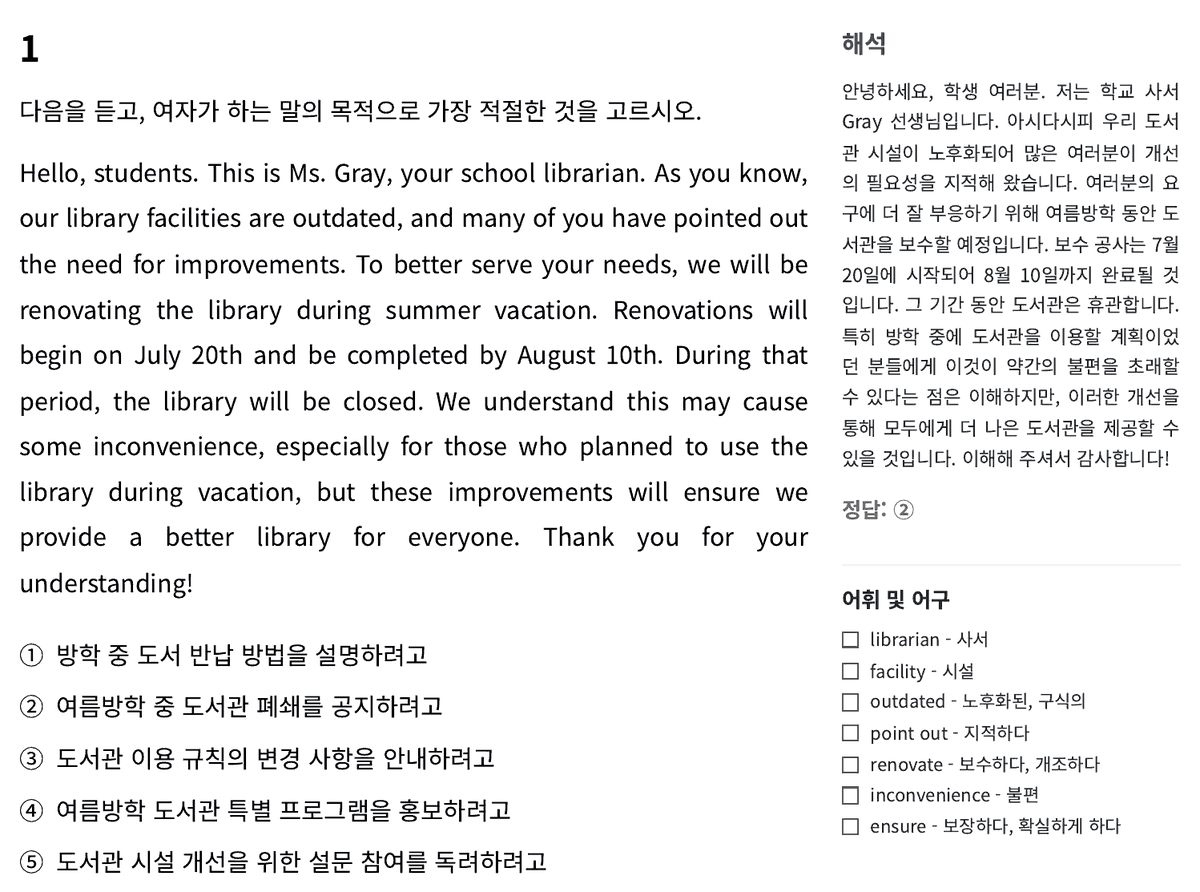 1
다음을 듣고, 여자가 하는 말의 목적으로 가장 적절한 것을 고르시오.
Hello, students. This is Ms. Gray, your school librarian. As you know,
our library facilities are outdated, and many of you have pointed out
the need for improvements. To better serve your needs, we will be
renovating the library during summer vacation. Renovations will
begin on July 20th and be completed by August 10th. During that
period, the library will be closed. We understand this may cause
some inconvenience, especially for those who planned to use the
library during vacation, but these improvements will ensure we
provide a better library for everyone. Thank you for your
understanding!
① 방학 중 도서 반납 방법을 설명하려고
② 여름방학 중 도서관 폐쇄를 공지하려고
③ 도서관 이용 규칙의 변경 사항을 안내하려고
④ 여름방학 도서관 특별 프로그램을 홍보하려고
⑤ 도서관 시설 개선을 위한 설문 참여를 독려하려고
해석
안녕하세요, 학생 여러분. 저는 학교 사서
Gray 선생님입니다. 아시다시피 우리 도서
관 시설이 노후화되어 많은 여러분이 개선
의 필요성을 지적해 왔습니다. 여러분의 요
구에 더 잘 부응하기 위해 여름방학 동안 도
서관을 보수할 예정입니다. 보수 공사는 7월
20일에 시작되어 8월 10일까지 완료될 것
입니다. 그 기간 동안 도서관은 휴관합니다.
특히 방학 중에 도서관을 이용할 계획이었
던 분들에게 이것이 약간의 불편을 초래할
수 있다는 점은 이해하지만, 이러한 개선을
통해 모두에게 더 나은 도서관을 제공할 수
있을 것입니다. 이해해 주셔서 감사합니다!
정답: ②
어휘 및 어구
☐ librarian - 사서
☐ facility - 시설
☐ outdated - 노후화된, 구식의
☐ point out - 지적하다
☐ renovate - 보수하다, 개조하다
☐ inconvenience - 불편
☐ ensure - 보장하다, 확실하게 하다